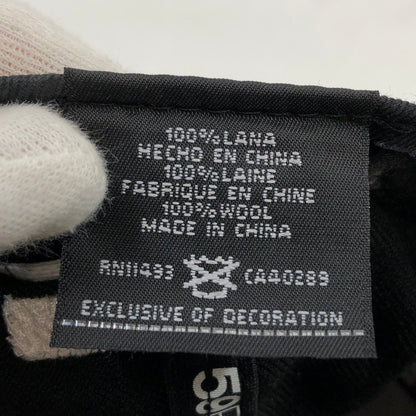 100% LANA
HECHO EN CHINA
100% LAINE
FABRIQUE EN CHINE
100% WOOL
MADE IN CHINA
RN11493 CA40289
EXCLUSIVE OF DECORATION